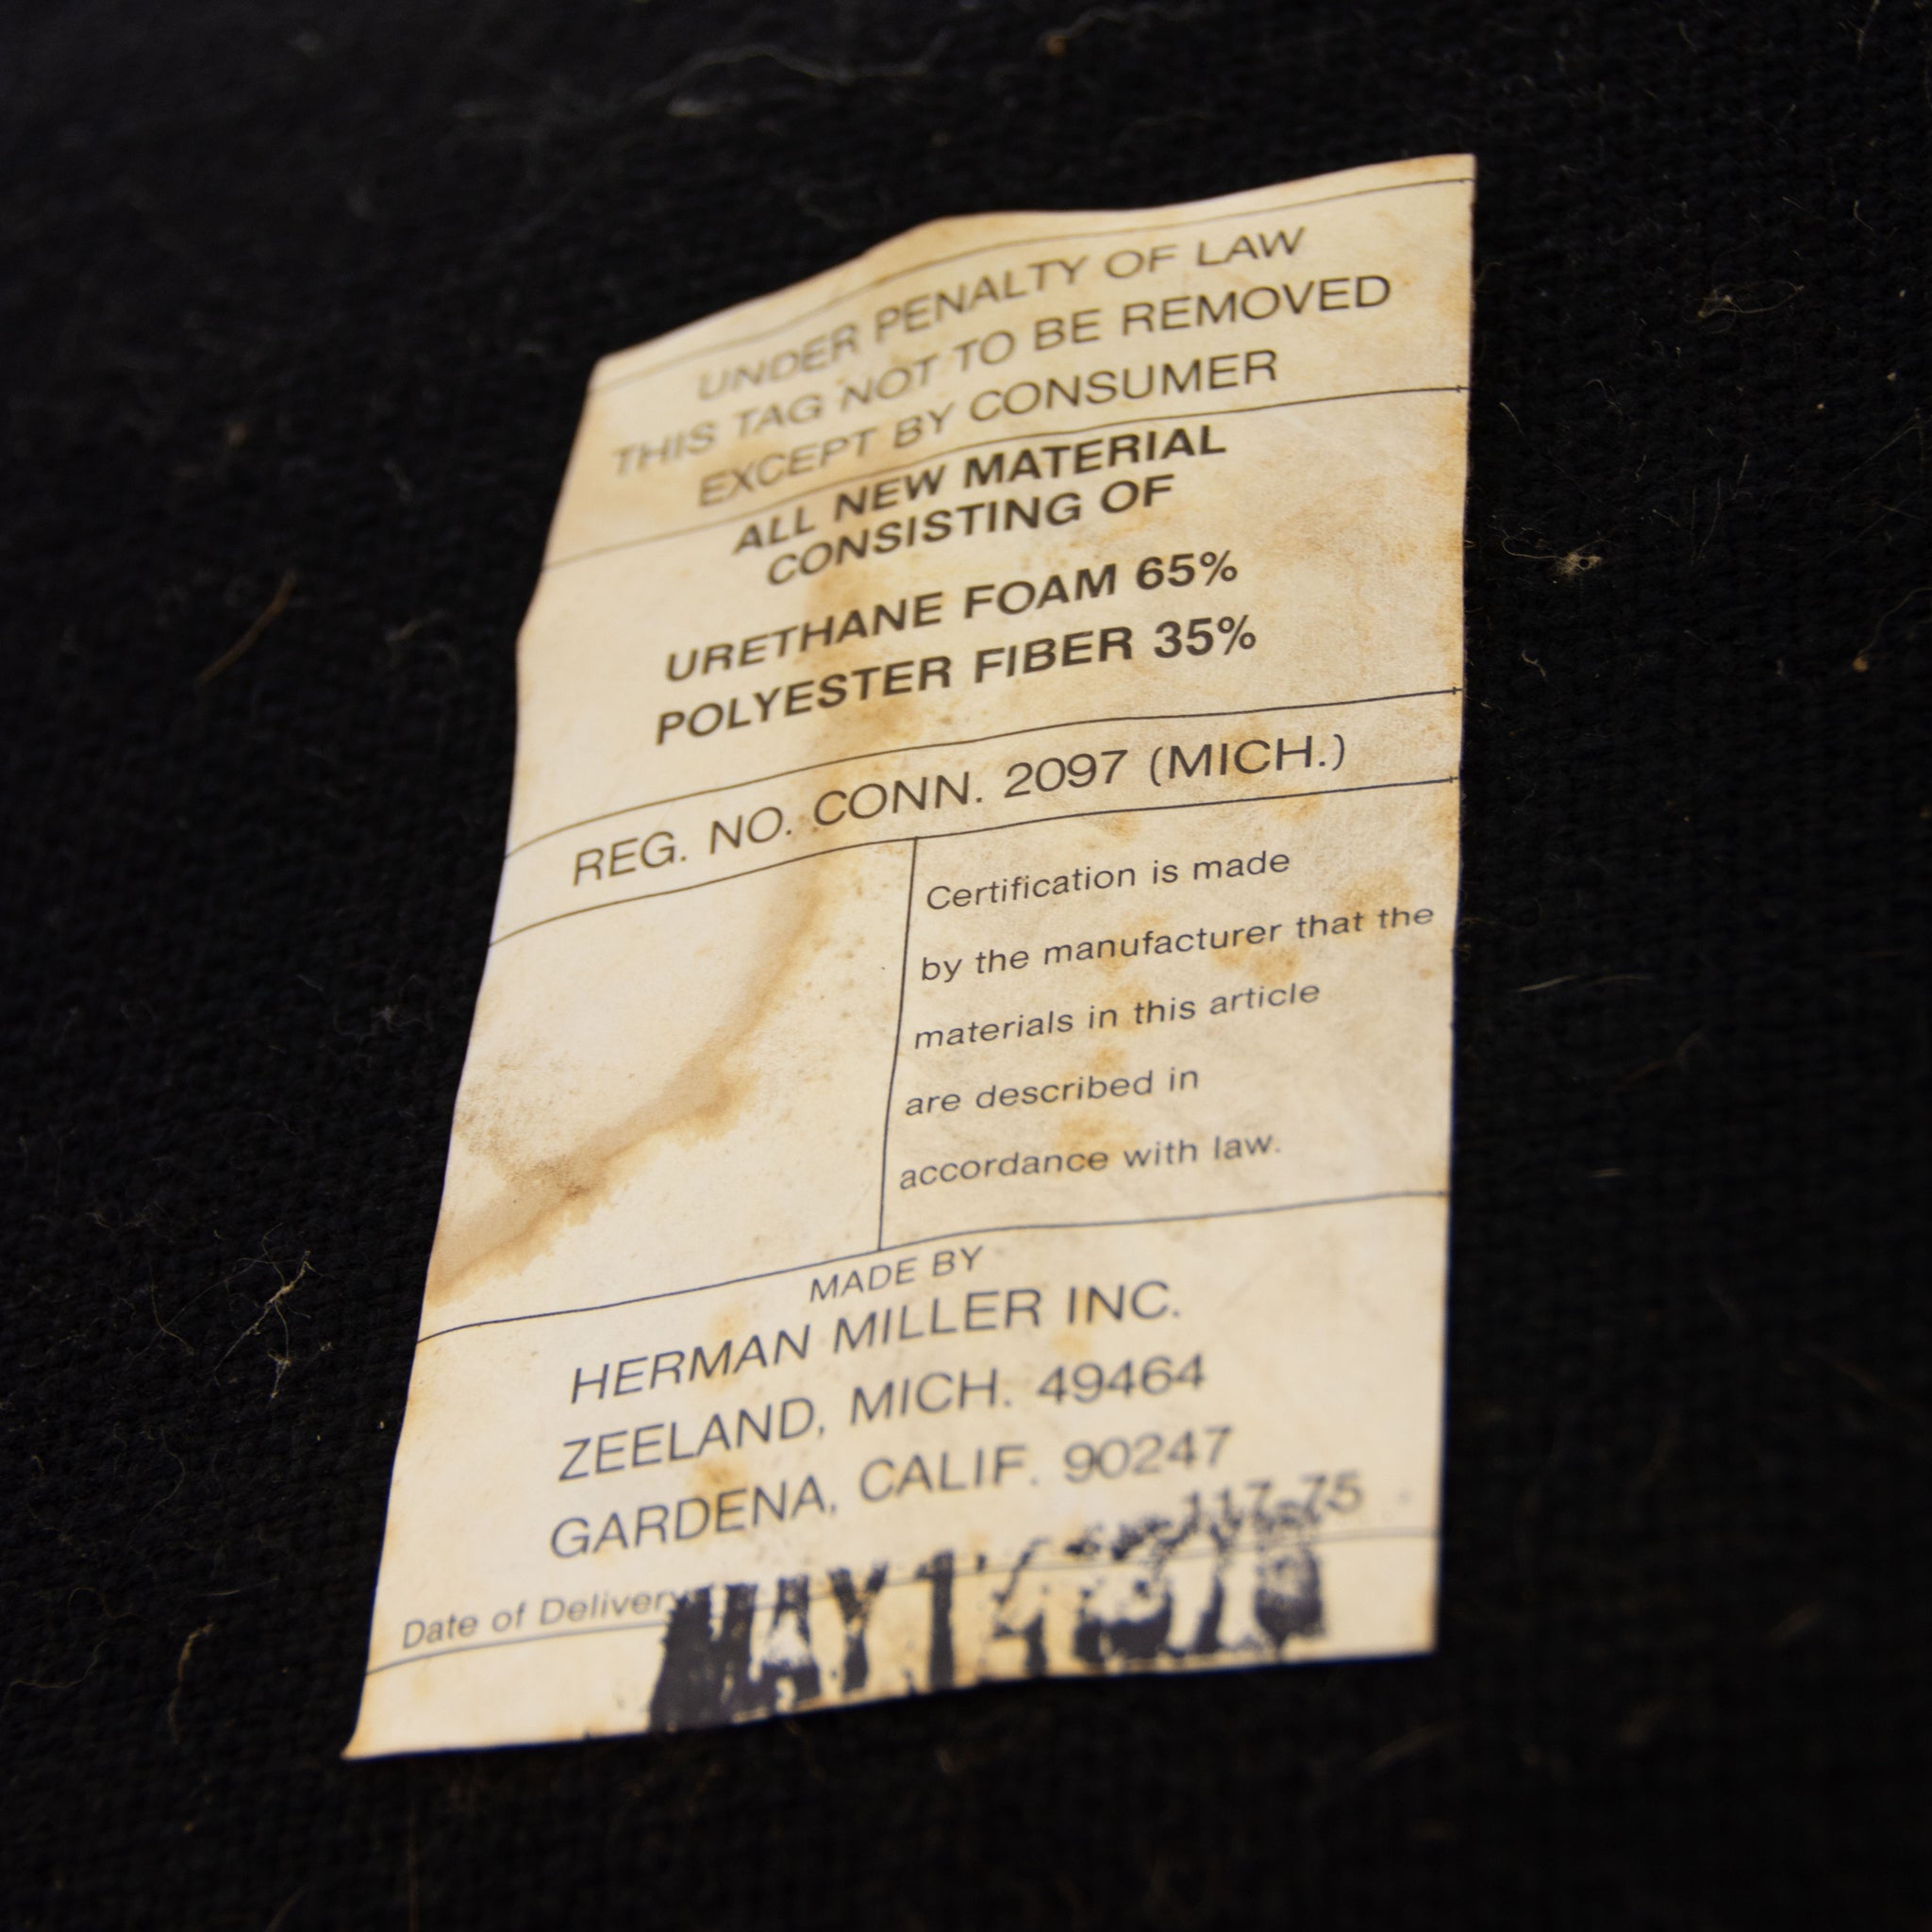 UNDER PENALTY OF LAW
THIS TAG NOT TO BE REMOVED
EXCEPT BY CONSUMER
ALL NEW MATERIAL
CONSISTING OF
URETHANE FOAM 65%
POLYESTER FIBER 35%
REG. NO. CONN. 2097 (MICH.)
Certification is made
by the manufacturer that the
materials in this article
are described in
accordance with law.
MADE BY
HERMAN MILLER INC.
ZEELAND, MICH. 49464
GARDENA, CALIF. 90247
117-75
Date of Delivery MAY